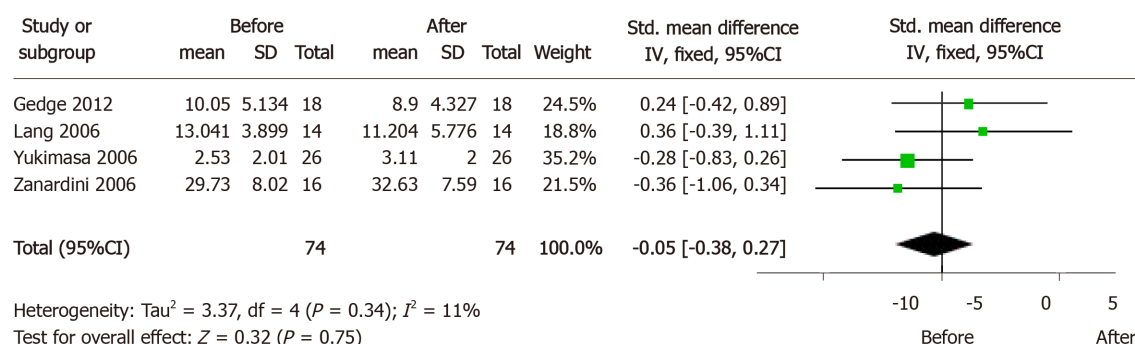 Study or subgroup Before After Std. mean difference Std. mean difference
mean SD Total mean SD Total Weight IV, fixed, 95%CI IV, fixed, 95%CI
Gedge 2012 10.05 5.134 18 8.9 4.327 18 24.5% 0.24 [-0.42, 0.89]
Lang 2006 13.041 3.899 14 11.204 5.776 14 18.8% 0.36 [-0.39, 1.11]
Yukimasa 2006 2.53 2.01 26 3.11 2 26 35.2% -0.28 [-0.83, 0.26]
Zanardini 2006 29.73 8.02 16 32.63 7.59 16 21.5% -0.36 [-1.06, 0.34]
Total (95%CI) 74 74 100.0% -0.05 [-0.38, 0.27]
Heterogeneity: Tau² = 3.37, df = 4 (P = 0.34); I² = 11%
Test for overall effect: Z = 0.32 (P = 0.75)
-10 -5 0 5
Before After